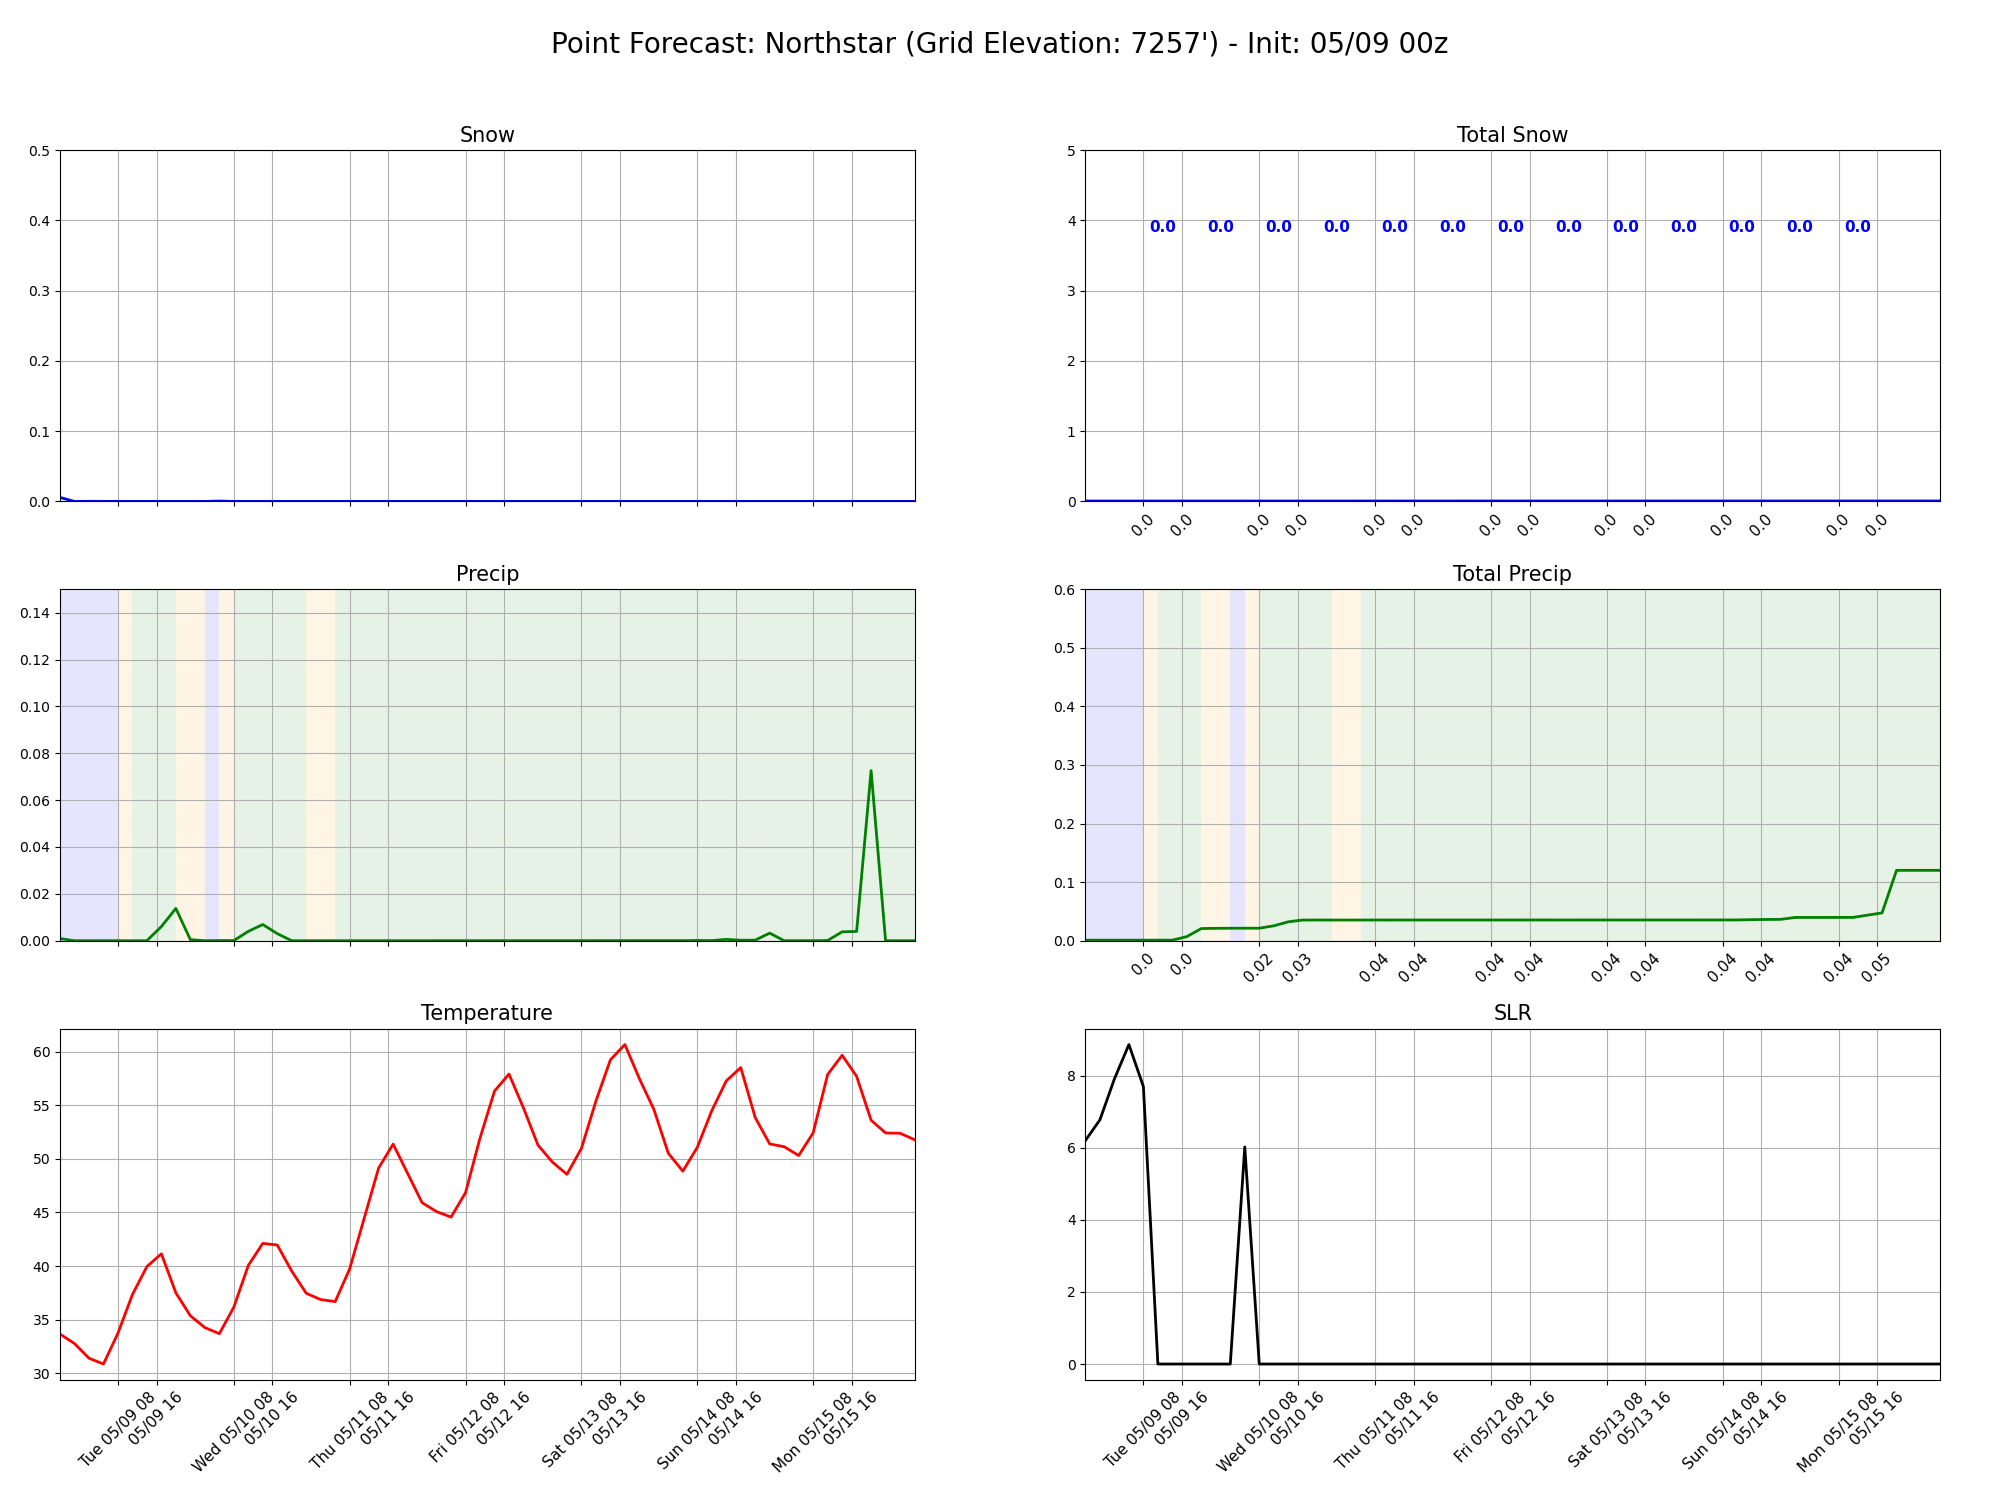 Point Forecast: Northstar (Grid Elevation: 7257') - Init: 05/09 00z
Snow
0.5
0.4
0.3
0.2
0.1
0.0
Total Snow
5
4
3
2
1
0
0.0 0.0 0.0 0.0 0.0 0.0 0.0 0.0 0.0 0.0 0.0 0.0 0.0
0.0 0.0 0.0 0.0 0.0 0.0 0.0 0.0 0.0 0.0 0.0 0.0 0.0 0.0
Precip
0.14
0.12
0.10
0.08
0.06
0.04
0.02
0.00
Total Precip
0.6
0.5
0.4
0.3
0.2
0.1
0.0
0.0 0.0 0.02 0.03 0.04 0.04 0.04 0.04 0.04 0.04 0.04 0.04 0.04 0.05
Temperature
60
55
50
45
40
35
30
Tue 05/09 08
05/09 16
Wed 05/10 08
05/10 16
Thu 05/11 08
05/11 16
Fri 05/12 08
05/12 16
Sat 05/13 08
05/13 16
Sun 05/14 08
05/14 16
Mon 05/15 08
05/15 16
SLR
8
6
4
2
0
Tue 05/09 08
05/09 16
Wed 05/10 08
05/10 16
Thu 05/11 08
05/11 16
Fri 05/12 08
05/12 16
Sat 05/13 08
05/13 16
Sun 05/14 08
05/14 16
Mon 05/15 08
05/15 16